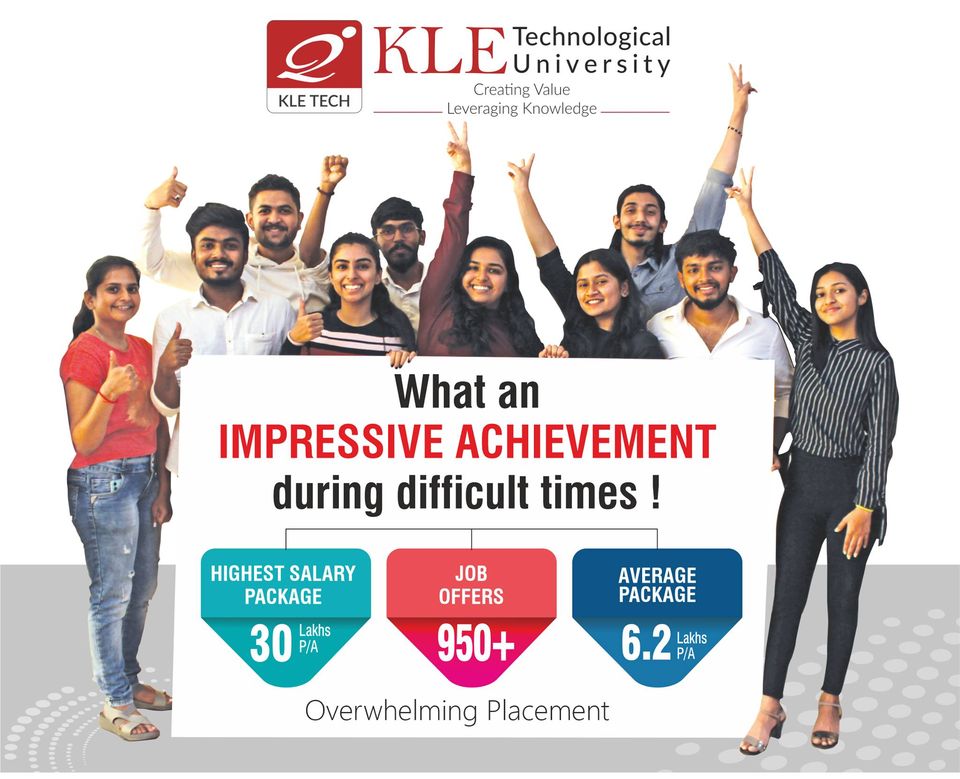 KLE TECH
KLE Technological
University
Creating Value
Leveraging Knowledge
What an
IMPRESSIVE ACHIEVEMENT
during difficult times !
HIGHEST SALARY
PACKAGE
30 Lakhs
P/A
JOB
OFFERS
950+
AVERAGE
PACKAGE
6.2 Lakhs
P/A
Overwhelming Placement